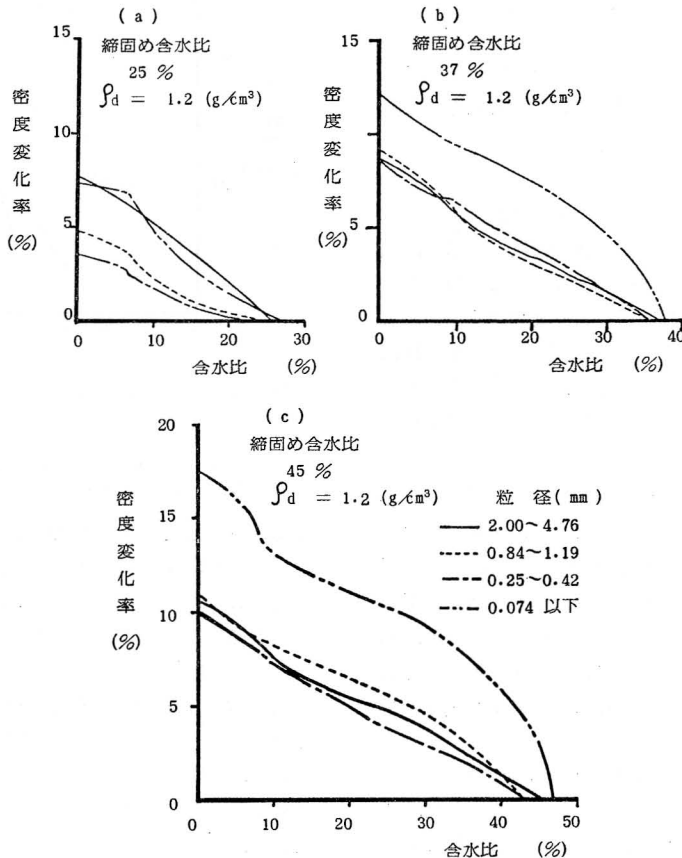 (a)
締固め含水比
25 %
ρd = 1.2 (g/cm³)
密度変化率
(%)
15
10
5
0
0
10
20
30
含水比 (%)
(b)
締固め含水比
37 %
ρd = 1.2 (g/cm³)
密度変化率
(%)
15
5
0
0
10
20
30
40
含水比 (%)
(c)
締固め含水比
45 %
ρd = 1.2 (g/cm³)
密度変化率
(%)
20
15
10
5
0
0
10
20
30
40
50
含水比 (%)
粒 径(mm)
2.00~4.76
0.84~1.19
0.25~0.42
0.074 以下